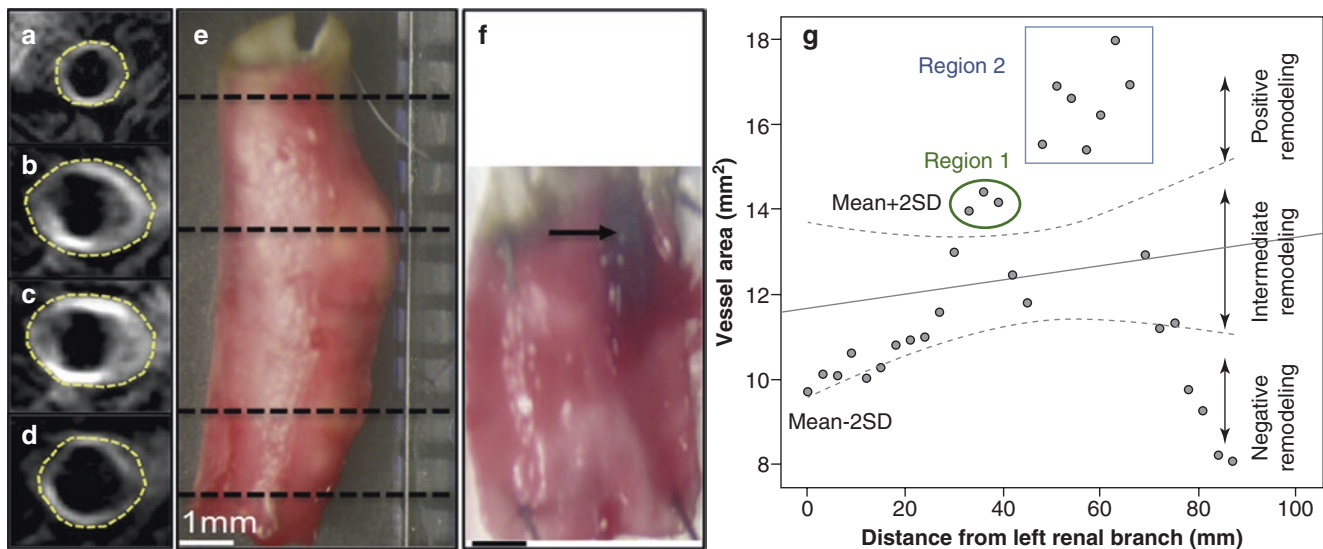 a
b
c
d
e
1mm
f
g
Region 2
Region 1
Mean+2SD
Mean-2SD
Positive
remodeling
Intermediate
remodeling
Negative
remodeling
Vessel area (mm²)
18
16
14
12
10
8
0
20
40
60
80
100
Distance from left renal branch (mm)